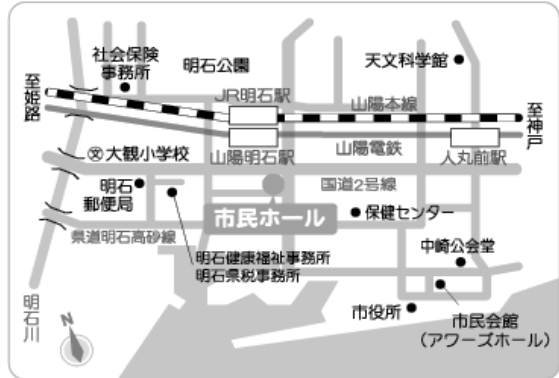 社会保険
事務所
明石公園
天文科学館
至姫路
JR明石駅
山陽本線
至神戸
山陽明石駅
山陽電鉄
人丸前駅
文
大観小学校
国道2号線
明石
郵便局
市民ホール
保健センター
県道明石高砂線
明石健康福祉事務所
明石県税事務所
中崎公会堂
明石川
市役所
市民会館
（アワーズホール）
N